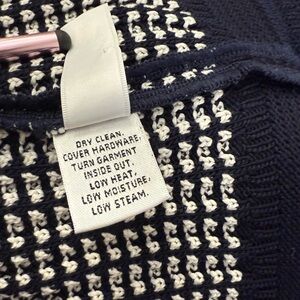 DRY CLEAN.
COVER HARDWARE,
TURN GARMENT
INSIDE OUT.
LOW HEAT,
LOW MOISTURE,
LOW STEAM.